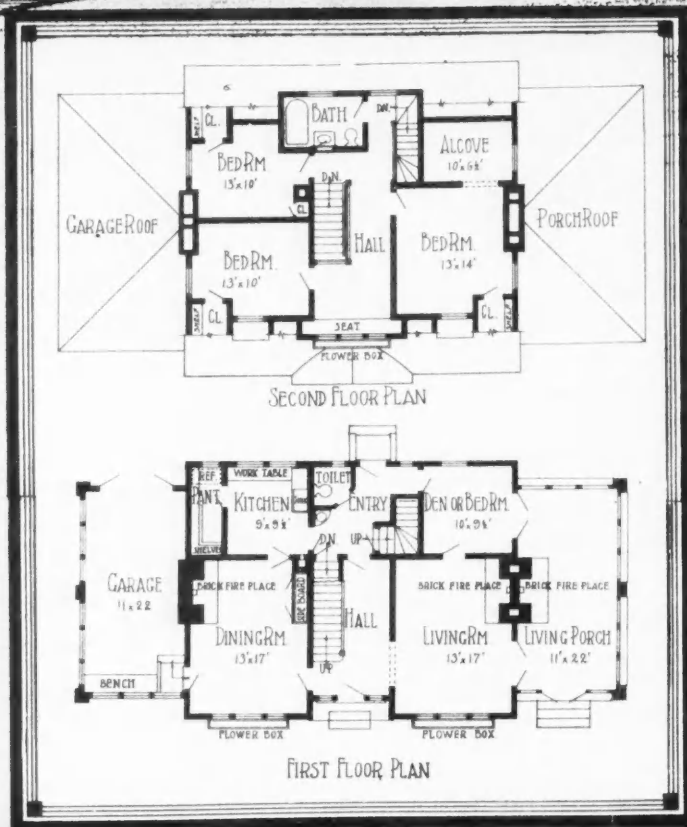 BATH
D.N.
SHELF
CL.
BED RM.
13'x10'
ALCOVE
10'x6½'
D.N.
CL
GARAGE ROOF
PORCH ROOF
HALL
BED RM.
13'x10'
BED RM.
13'x14'
SHELF
CL.
SEAT
CL.
SHELF
FLOWER BOX
SECOND FLOOR PLAN
REF.
WORK TABLE
TOILET
PANT.
KITCHEN
9'x9½'
ENTRY
DEN OR BED RM.
10'x9½'
SHELVES
D.N.
UP
GARAGE
11'x22
BRICK FIRE PLACE
SIDE BOARD
BRICK FIRE PLACE
BRICK FIRE PLACE
HALL
DINING RM.
13'x17'
LIVING RM.
13'x17'
LIVING PORCH
11'x22'
UP
BENCH
FLOWER BOX
FLOWER BOX
FIRST FLOOR PLAN